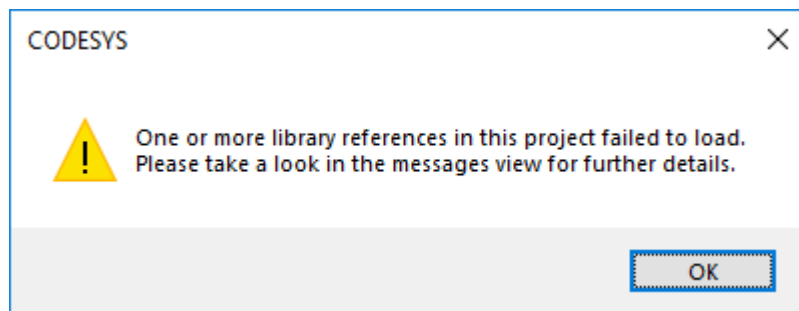 CODESYS
One or more library references in this project failed to load.
Please take a look in the messages view for further details.
OK